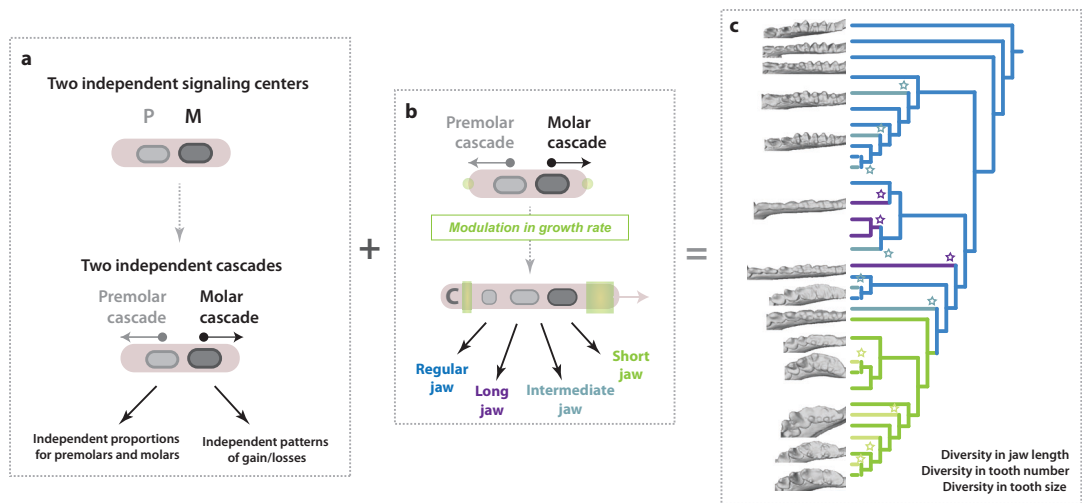 a
Two independent signaling centers
P M
Two independent cascades
Premolar
cascade
Molar
cascade
Independent proportions
for premolars and molars
Independent patterns
of gain/losses
+
b
Premolar
cascade
Molar
cascade
Modulation in growth rate
C
Regular
jaw
Long
jaw
Intermediate
jaw
Short
jaw
=
c
Diversity in jaw length
Diversity in tooth number
Diversity in tooth size